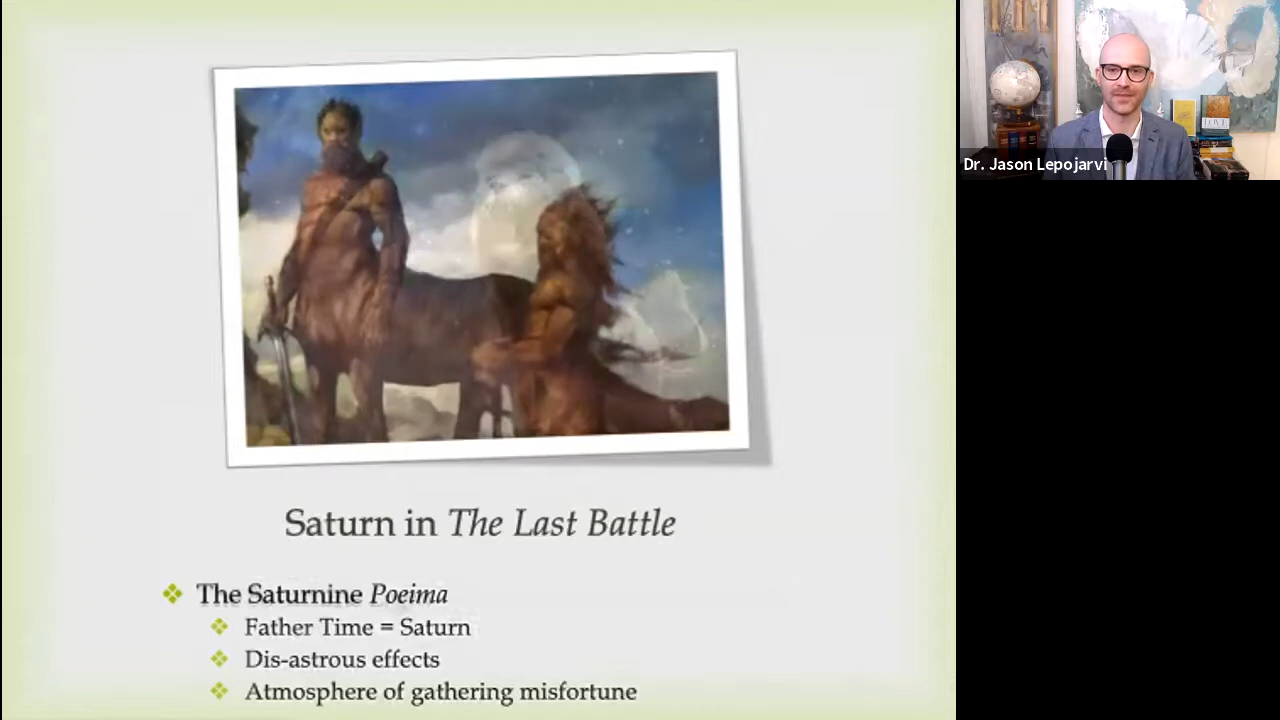 Dr. Jason Lepojarvi
LOVE
Saturn in The Last Battle
The Saturnine Poeima
Father Time = Saturn
Dis-astrous effects
Atmosphere of gathering misfortune